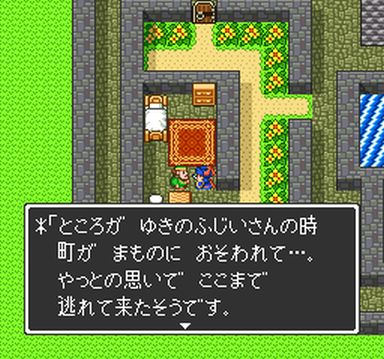 *「ところが ゆきのふじいさんの時
町が まものに おそわれて…。
やっとの思いで ここまで
逃れて来たそうです。